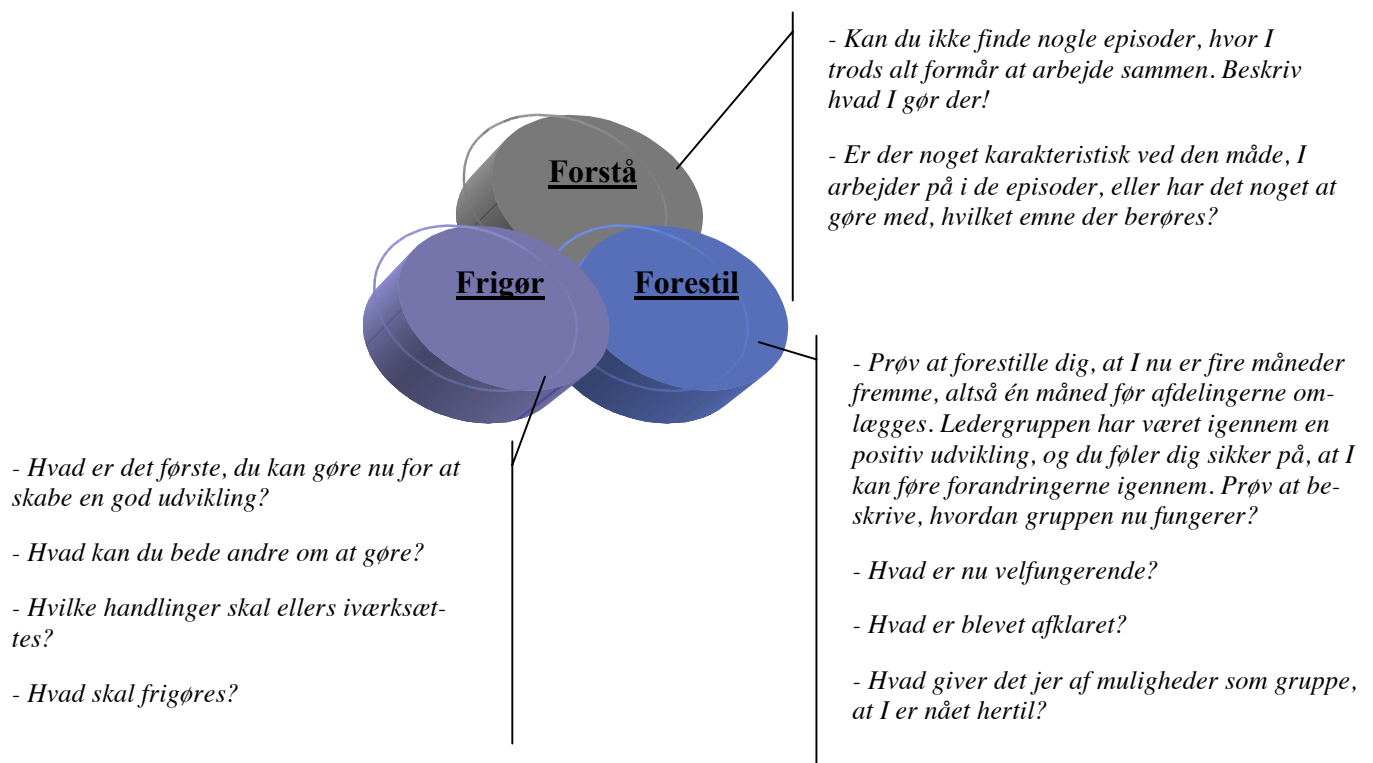 Forstå
- Kan du ikke finde nogle episoder, hvor I
trods alt formår at arbejde sammen. Beskriv
hvad I gør der!
- Er der noget karakteristisk ved den måde, I
arbejder på i de episoder, eller har det noget at
gøre med, hvilket emne der berøres?
Frigør
Forestil
- Prøv at forestille dig, at I nu er fire måneder
fremme, altså én måned før afdelingerne om-
lægges. Ledergruppen har været igennem en
positiv udvikling, og du føler dig sikker på, at I
kan føre forandringerne igennem. Prøv at be-
skrive, hvordan gruppen nu fungerer?
- Hvad er nu velfungerende?
- Hvad er blevet afklaret?
- Hvad giver det jer af muligheder som gruppe,
at I er nået hertil?
- Hvad er det første, du kan gøre nu for at
skabe en god udvikling?
- Hvad kan du bede andre om at gøre?
- Hvilke handlinger skal ellers iværksæt-
tes?
- Hvad skal frigøres?